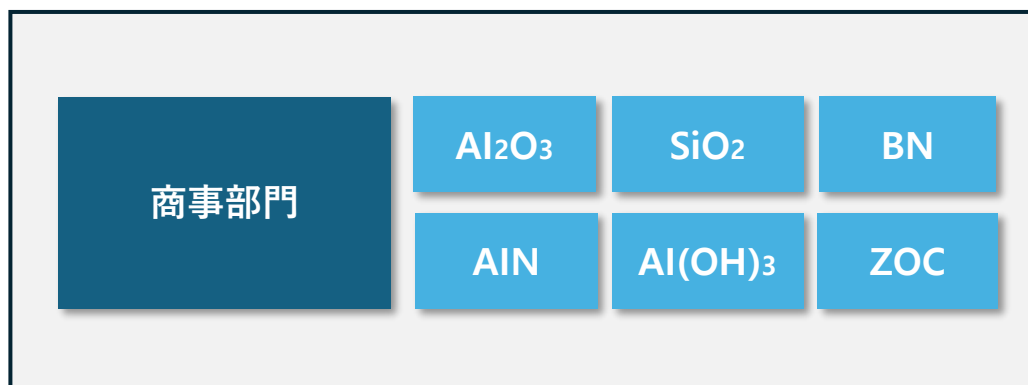 商事部門
Al2O3
SiO2
BN
AlN
Al(OH)3
ZOC